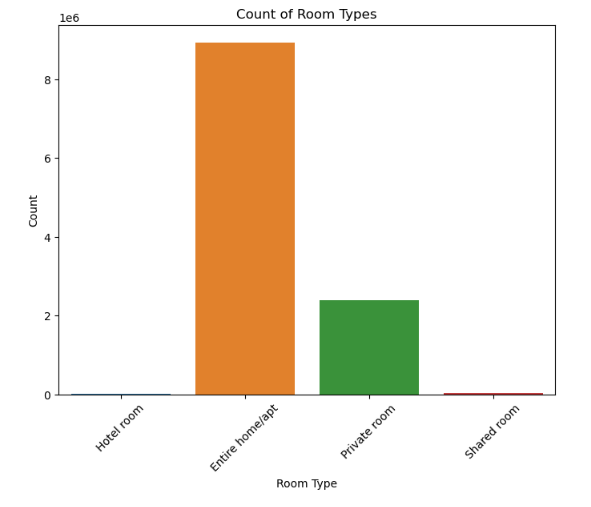 Count of Room Types
1e6
8
6
4
2
0
Count
Hotel room
Entire home/apt
Private room
Shared room
Room Type